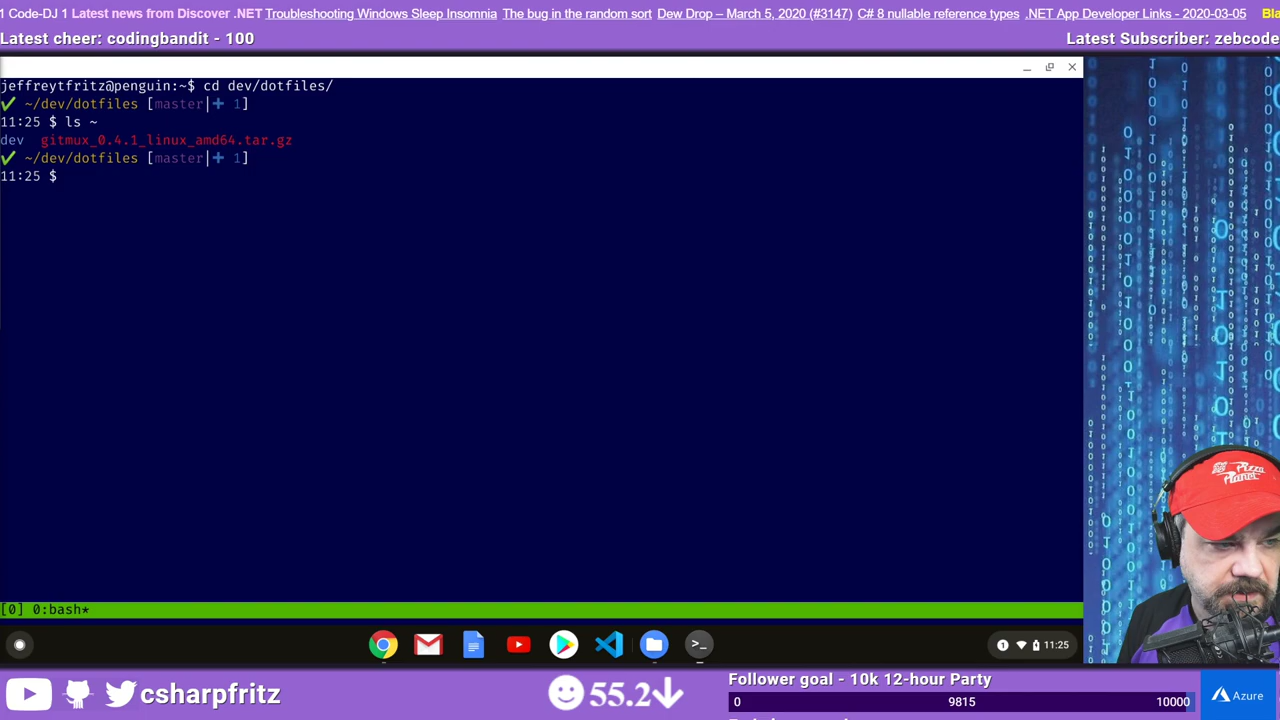 1 Code-DJ 1 Latest news from Discover .NET Troubleshooting Windows Sleep Insomnia The bug in the random sort Dew Drop – March 5, 2020 (#3147) C# 8 nullable reference types .NET App Developer Links - 2020-03-05
Latest cheer: codingbandit - 100
Latest Subscriber: zebcode
jeffreytfritz@penguin:~$ cd dev/dotfiles/
✔ ~/dev/dotfiles [master|✚ 1]
11:25 $ ls ~
dev gitmux_0.4.1_linux_amd64.tar.gz
✔ ~/dev/dotfiles [master|✚ 1]
11:25 $
Pizza
Planet
[0] 0:bash*
1 11:25
csharpfritz
55.2
Follower goal - 10k 12-hour Party
0 9815 10000
Azure